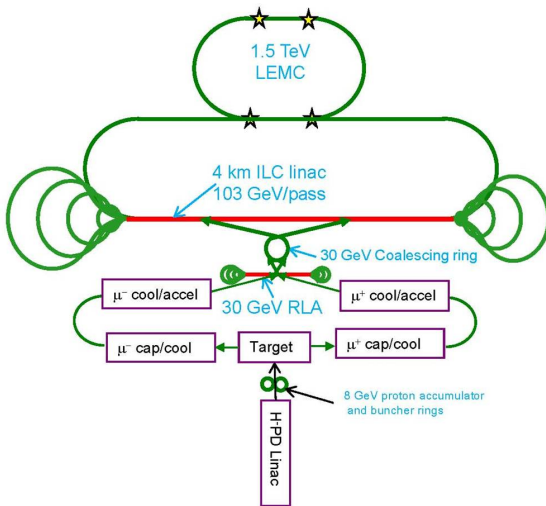 1.5 TeV
LEMC
4 km ILC linac
103 GeV/pass
30 GeV Coalescing ring
μ⁻ cool/accel
μ⁺ cool/accel
30 GeV RLA
μ⁻ cap/cool
Target
μ⁺ cap/cool
8 GeV proton accumulator
and buncher rings
H-PD Linac